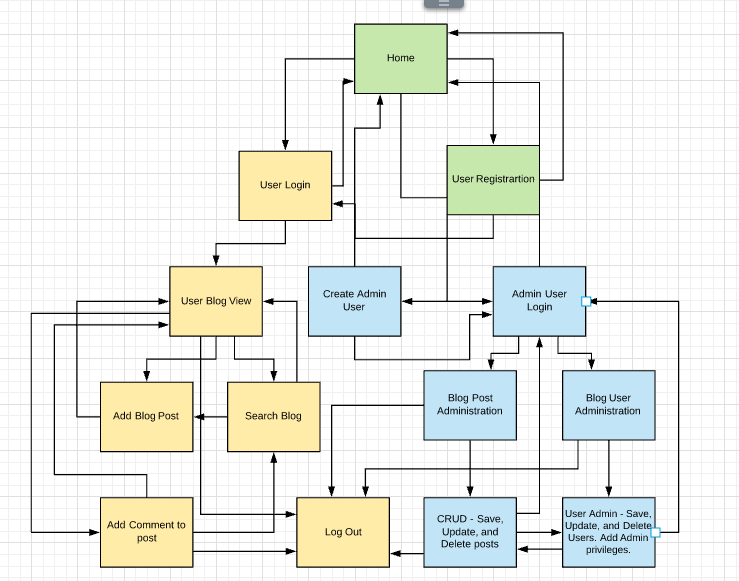 Home
User Registrartion
User Login
User Blog View
Create Admin
User
Admin User
Login
Add Blog Post
Search Blog
Blog Post
Administration
Blog User
Administration
Add Comment to
post
Log Out
CRUD - Save,
Update, and
Delete posts
User Admin - Save,
Update, and Delete
Users. Add Admin
privileges.